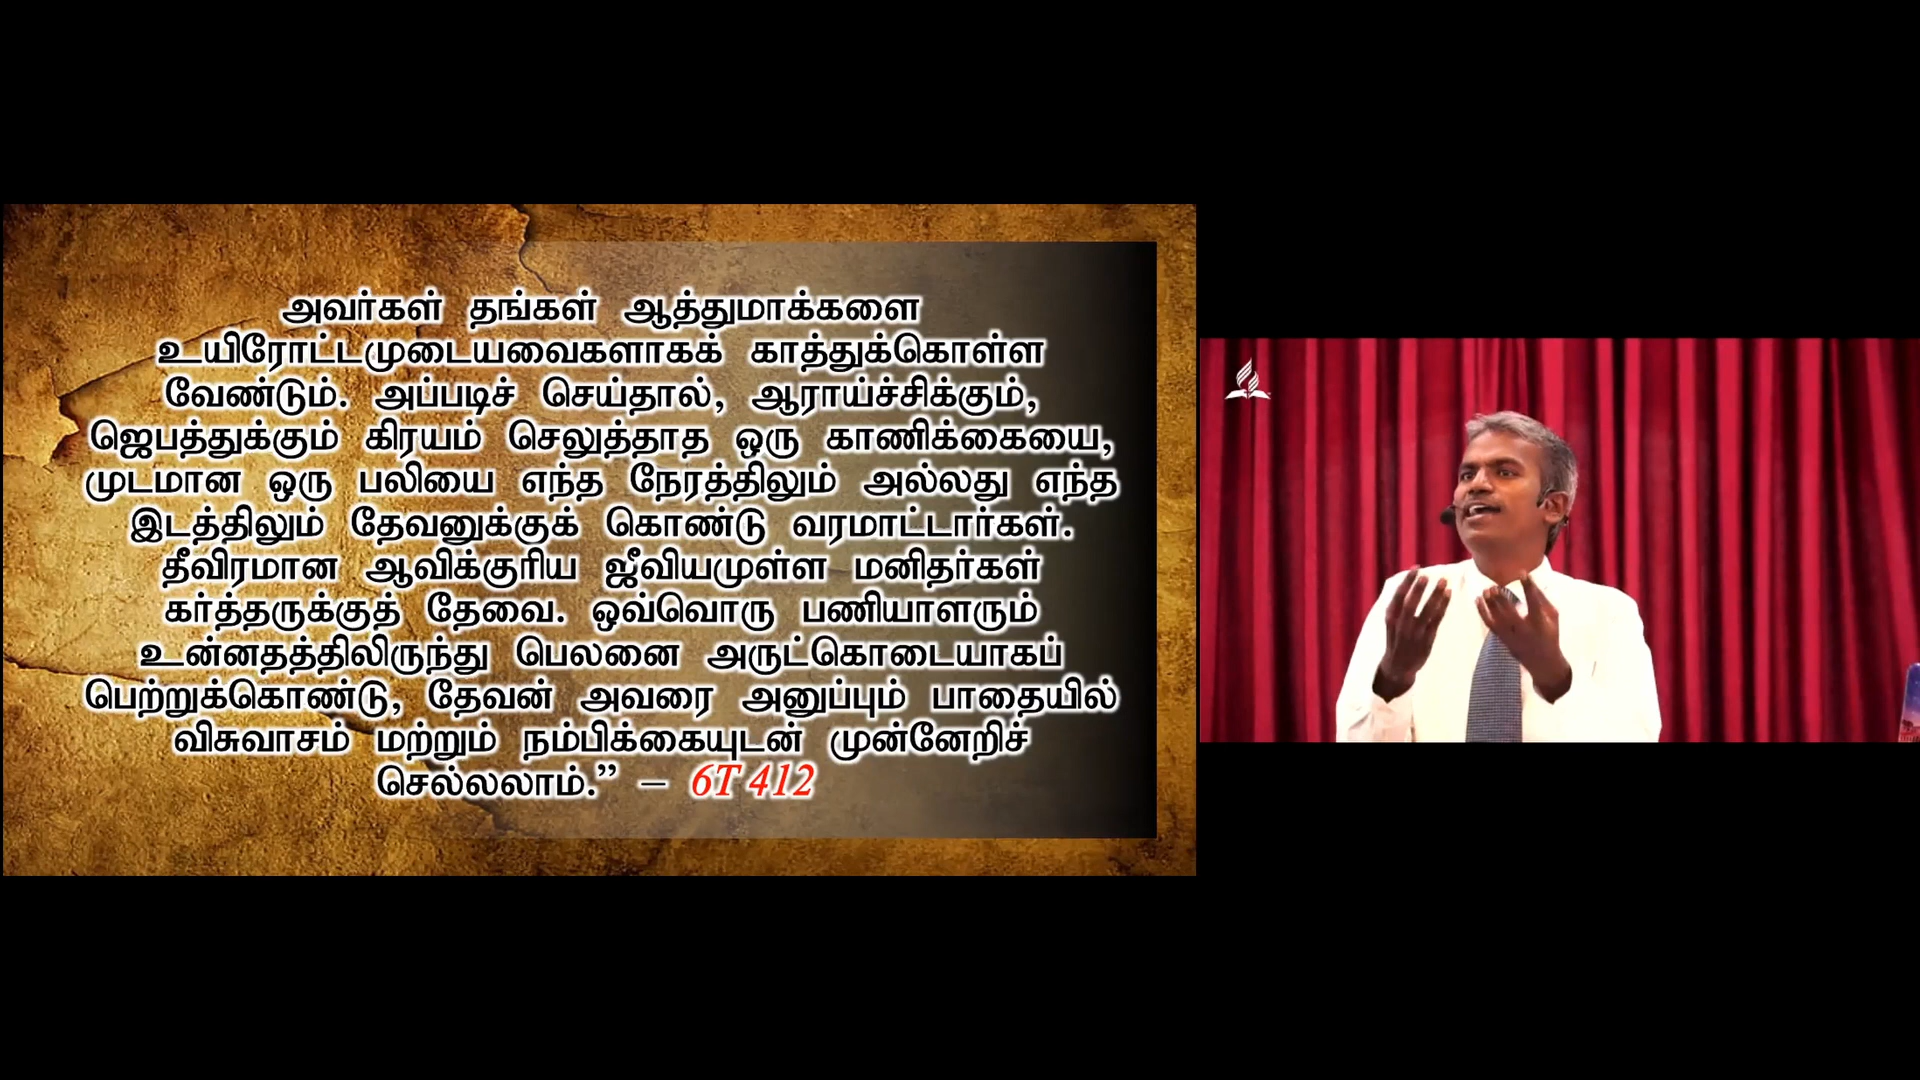 அவர்கள் தங்கள் ஆத்துமாக்களை
உயிரோட்டமுடையவைகளாகக் காத்துக்கொள்ள
வேண்டும். அப்படிச் செய்தால், ஆராய்ச்சிக்கும்,
ஜெபத்துக்கும் கிரயம் செலுத்தாத ஒரு காணிக்கையை,
முடமான ஒரு பலியை எந்த நேரத்திலும் அல்லது எந்த
இடத்திலும் தேவனுக்குக் கொண்டு வரமாட்டார்கள்.
தீவிரமான ஆவிக்குரிய ஜீவியமுள்ள மனிதர்கள்
கர்த்தருக்குத் தேவை. ஒவ்வொரு பணியாளரும்
உன்னதத்திலிருந்து பெலனை அருட்கொடையாகப்
பெற்றுக்கொண்டு, தேவன் அவரை அனுப்பும் பாதையில்
விசுவாசம் மற்றும் நம்பிக்கையுடன் முன்னேறிச்
செல்லலாம்.” – 6T 412